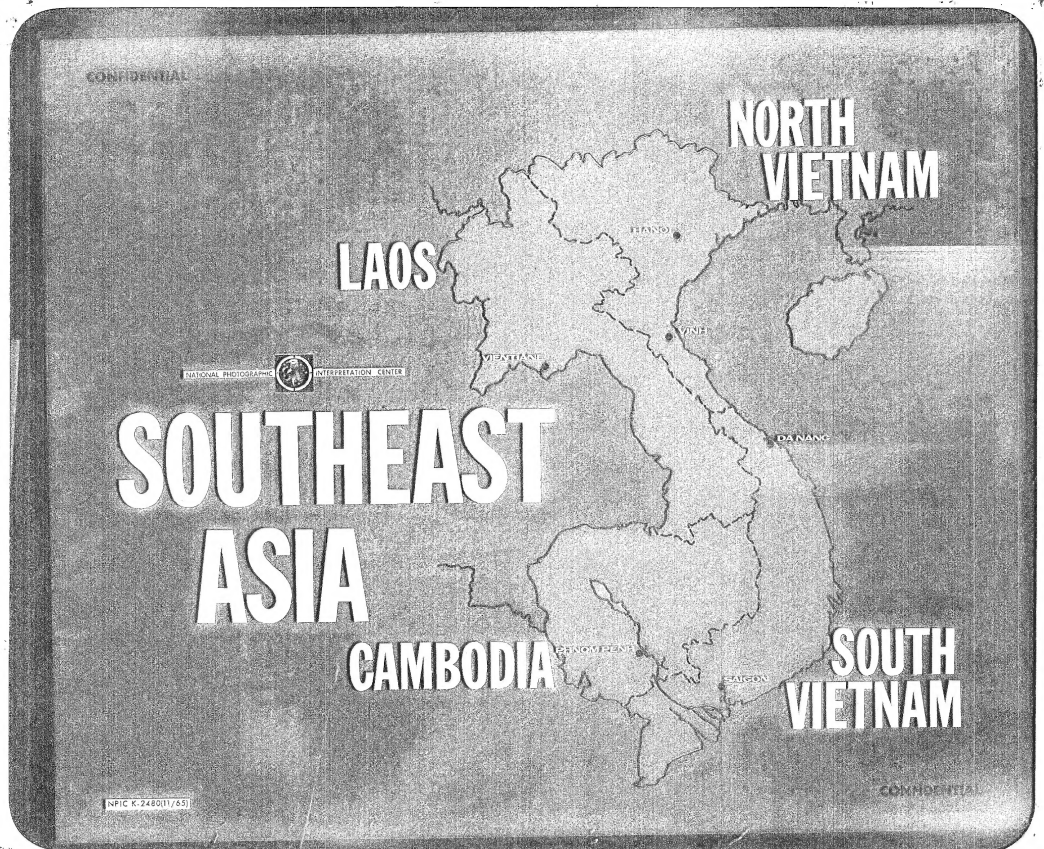 CONFIDENTIAL
NORTH
VIETNAM
HANOI
LAOS
VINH
VIENTIANE
NATIONAL PHOTOGRAPHIC INTERPRETATION CENTER
SOUTHEAST
ASIA
DA NANG
CAMBODIA
PHNOM PENH
SOUTH
VIETNAM
SAIGON
NPIC K-2480(11/65)
CONFIDENTIAL